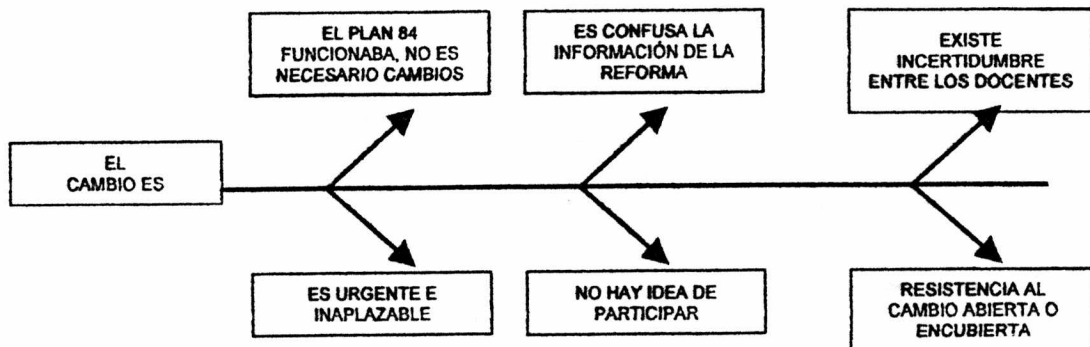 EL PLAN 84
FUNCIONABA, NO ES
NECESARIO CAMBIOS
ES CONFUSA LA
INFORMACIÓN DE LA
REFORMA
EXISTE
INCERTIDUMBRE
ENTRE LOS DOCENTES
EL
CAMBIO ES
ES URGENTE E
INAPLAZABLE
NO HAY IDEA DE
PARTICIPAR
RESISTENCIA AL
CAMBIO ABIERTA O
ENCUBIERTA